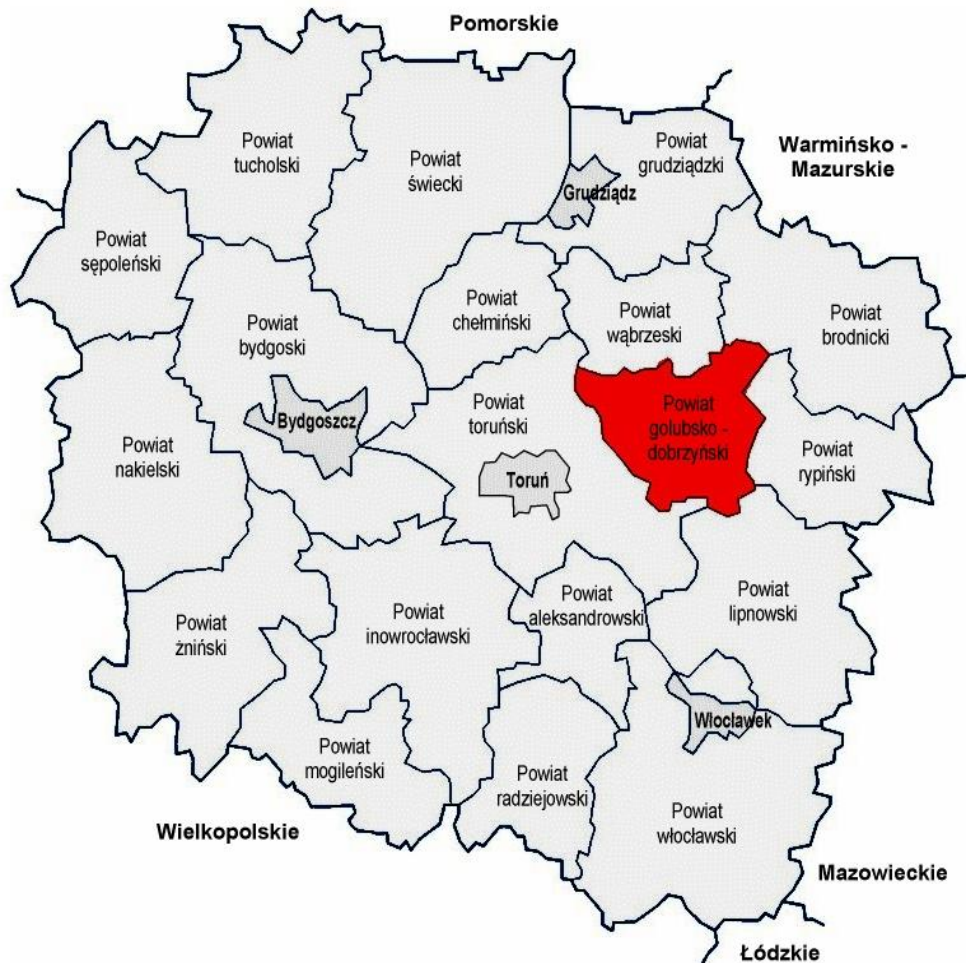 Pomorskie
Powiat
tucholski
Powiat
świecki
Powiat
grudziądzki
Warmińsko -
Mazurskie
Grudziądz
Powiat
sępoleński
Powiat
bydgoski
Powiat
chełmiński
Powiat
wąbrzeski
Powiat
brodnicki
Bydgoszcz
Powiat
toruński
Powiat
golubsko -
dobrzyński
Powiat
nakielski
Toruń
Powiat
rypiński
Powiat
żniński
Powiat
inowrocławski
Powiat
aleksandrowski
Powiat
lipnowski
Włocławek
Powiat
mogileński
Powiat
radziejowski
Powiat
włocławski
Wielkopolskie
Mazowieckie
Łódzkie